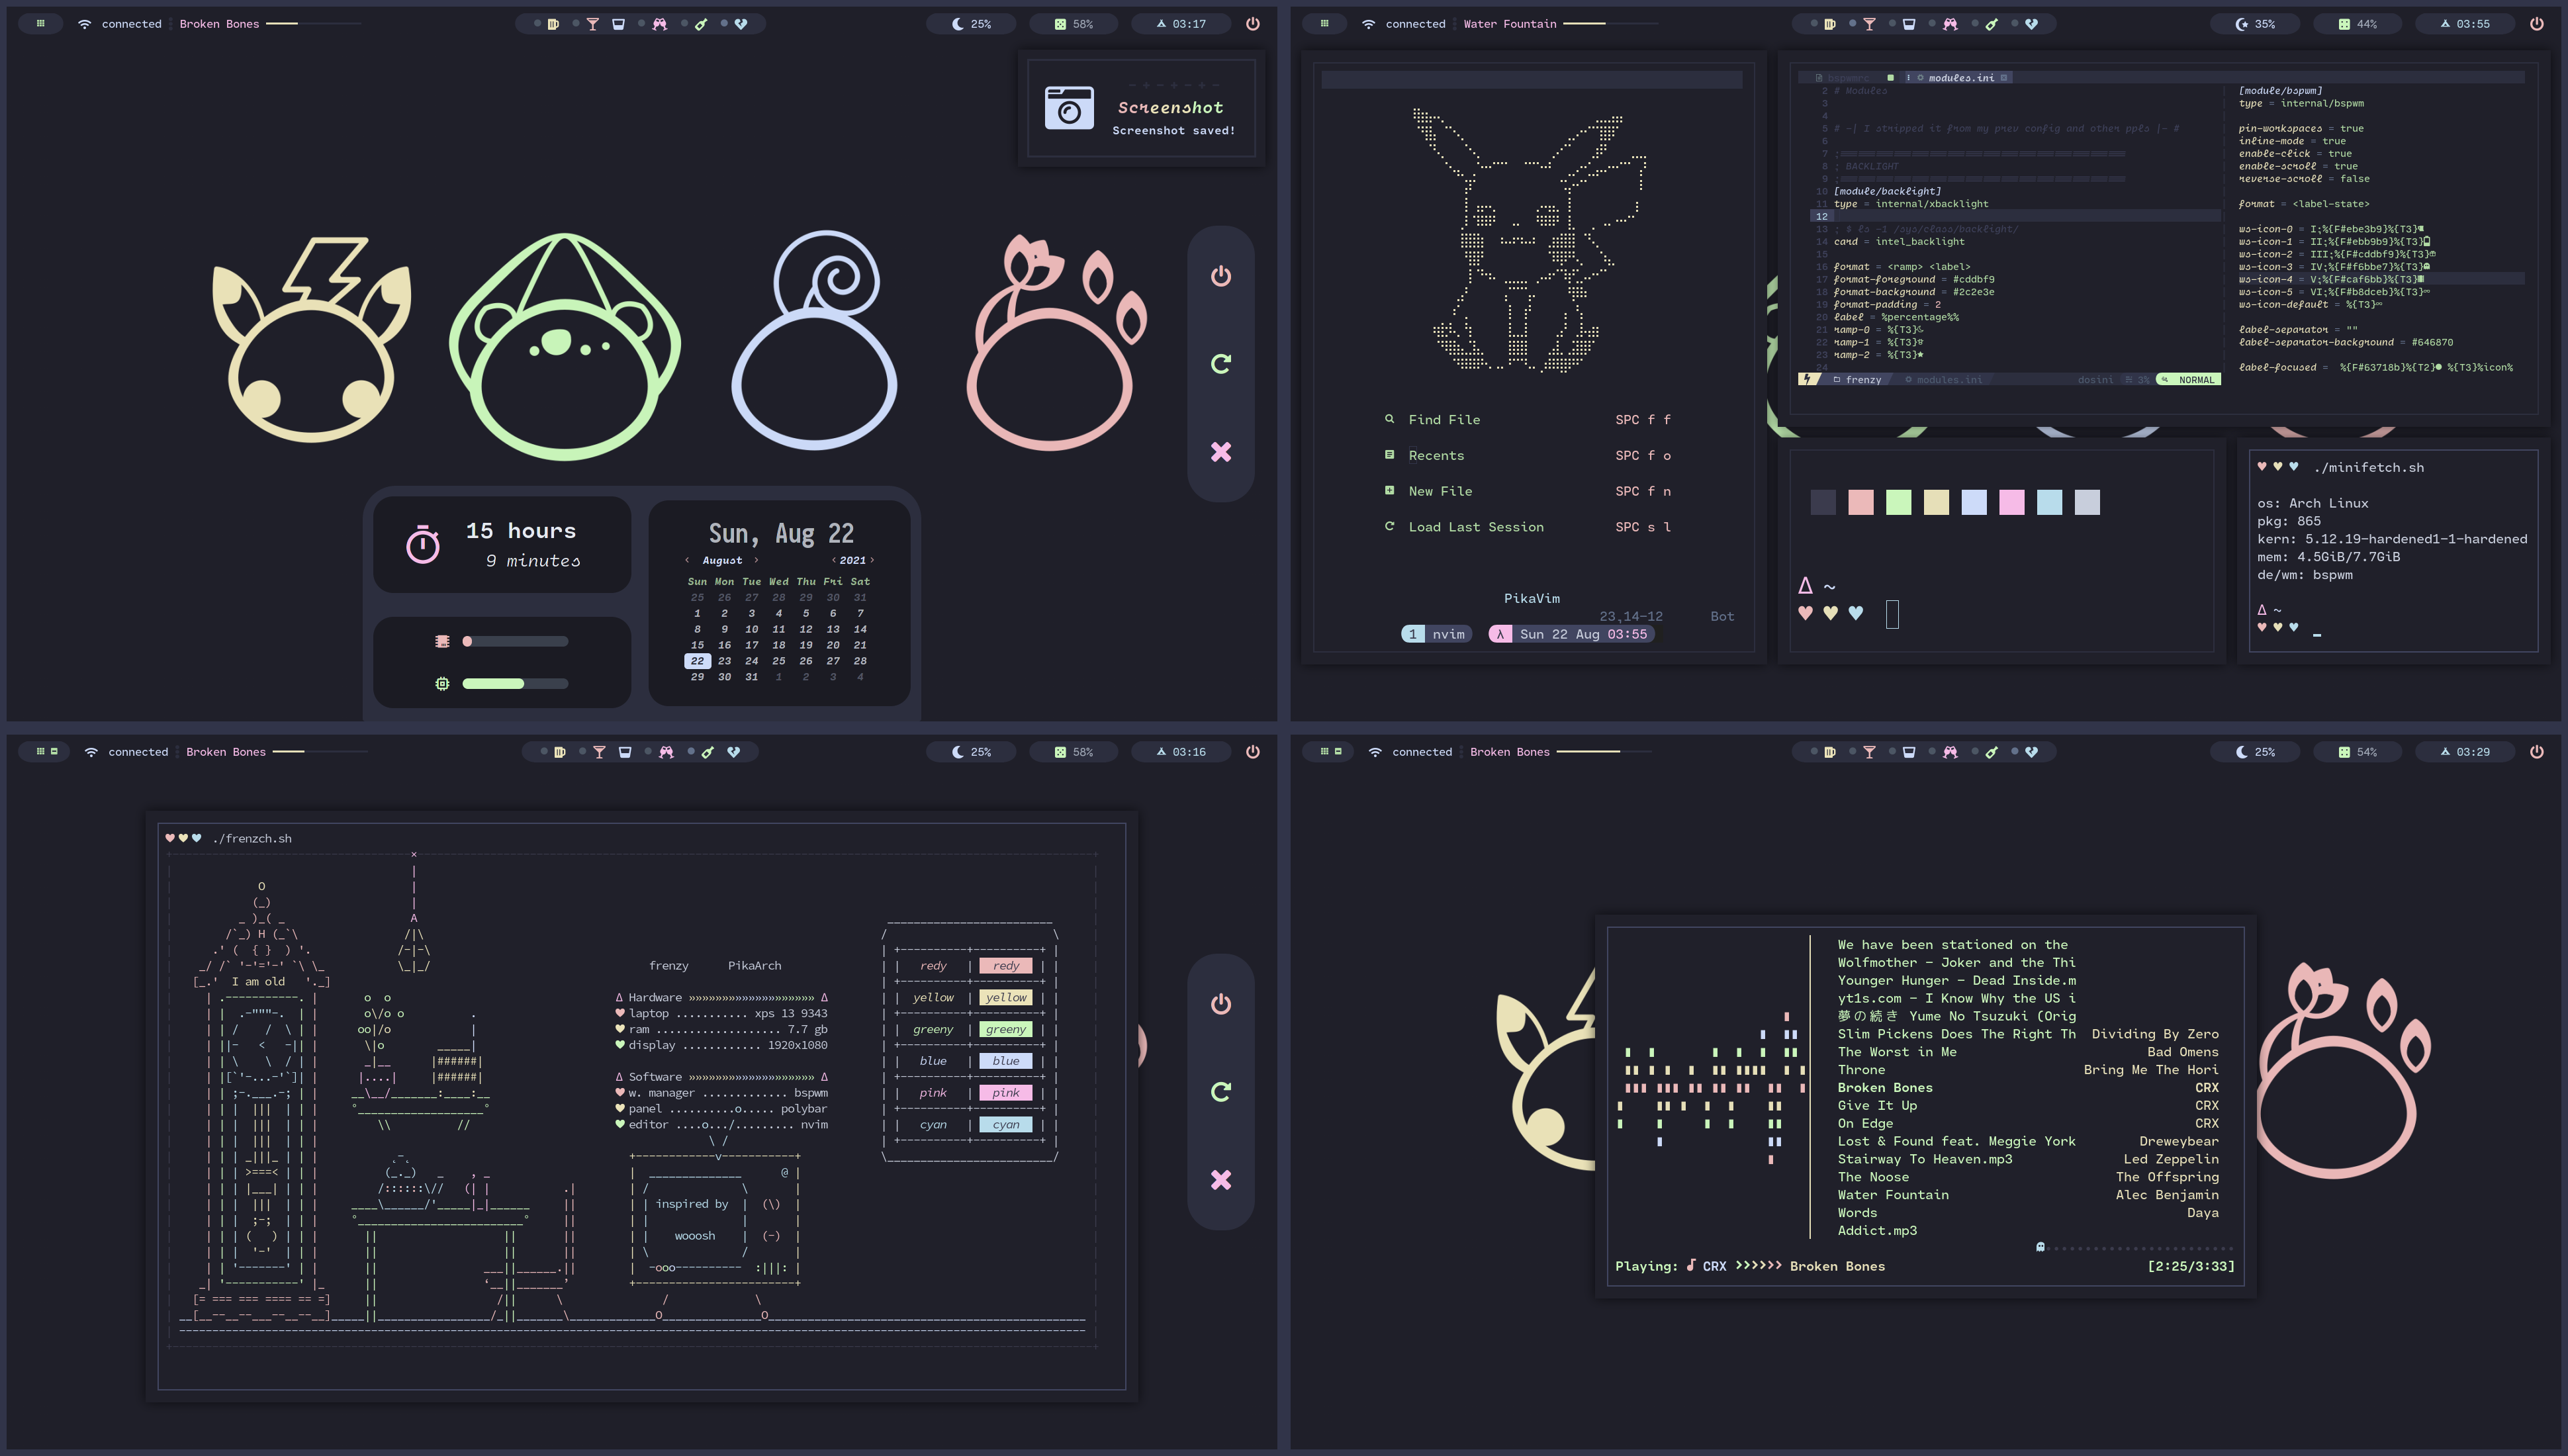 connected Broken Bones
25% 58% 03:17
Screenshot
Screenshot saved!
15 hours
9 minutes
Sun, Aug 22
‹ August › ‹ 2021 ›
Sun Mon Tue Wed Thu Fri Sat
25 26 27 28 29 30 31
1 2 3 4 5 6 7
8 9 10 11 12 13 14
15 16 17 18 19 20 21
22 23 24 25 26 27 28
29 30 31 1 2 3 4
connected Water Fountain
35% 44% 03:55
Find File SPC f f
Recents SPC f o
New File SPC f n
Load Last Session SPC s l
PikaVim
23,14-12 Bot
1 nvim λ Sun 22 Aug 03:55
bspwmrc modules.ini
2 # Modules
3
4
5 # -| I stripped it from my prev config and other ppls |- #
6
7
8 ; BACKLIGHT
9
10 [module/backlight]
11 type = internal/xbacklight
12
13 ; $ ls -1 /sys/class/backlight/
14 card = intel_backlight
15
16 format = <ramp> <label>
17 format-foreground = #cddbf9
18 format-background = #2c2e3e
19 format-padding = 2
20 label = %percentage%%
21 ramp-0 = %{T3}
22 ramp-1 = %{T3}
23 ramp-2 = %{T3}
24
frenzy modules.ini dosini 3% NORMAL
[module/bspwm]
type = internal/bspwm
pin-workspaces = true
inline-mode = true
enable-click = true
enable-scroll = true
reverse-scroll = false
format = <label-state>
ws-icon-0 = I;%{F#ebe3b9}%{T3}
ws-icon-1 = II;%{F#ebb9b9}%{T3}
ws-icon-2 = III;%{F#cddbf9}%{T3}
ws-icon-3 = IV;%{F#f6bbe7}%{T3}
ws-icon-4 = V;%{F#caf6bb}%{T3}
ws-icon-5 = VI;%{F#b8dceb}%{T3}
ws-icon-default = %{T3}
label-separator = ""
label-separator-background = #646870
label-focused = %{F#63718b}%{T2}● %{T3}%icon%
Δ ~
♥ ♥ ♥
♥ ♥ ♥ ./minifetch.sh
os: Arch Linux
pkg: 865
kern: 5.12.19-hardened1-1-hardened
mem: 4.5GiB/7.7GiB
de/wm: bspwm
Δ ~
♥ ♥ ♥ _
connected Broken Bones
25% 58% 03:16
♥ ♥ ♥ ./frenzch.sh
I am old
frenzy PikaArch
Δ Hardware »»»»»»»»»»»»»»»»»»» Δ
♥ laptop ........... xps 13 9343
♥ ram ................... 7.7 gb
♥ display ............ 1920x1080
Δ Software »»»»»»»»»»»»»»»»»»» Δ
♥ w. manager ............. bspwm
♥ panel ..........o..... polybar
♥ editor ....o.../......... nvim
inspired by
wooosh
redy redy
yellow yellow
greeny greeny
blue blue
pink pink
cyan cyan
connected Broken Bones
25% 54% 03:29
We have been stationed on the
Wolfmother - Joker and the Thi
Younger Hunger - Dead Inside.m
yt1s.com - I Know Why the US i
夢の続き Yume No Tsuzuki (Orig
Slim Pickens Does The Right Th Dividing By Zero
The Worst in Me Bad Omens
Throne Bring Me The Hori
Broken Bones CRX
Give It Up CRX
On Edge CRX
Lost & Found feat. Meggie York Dreweybear
Stairway To Heaven.mp3 Led Zeppelin
The Noose The Offspring
Water Fountain Alec Benjamin
Words Daya
Addict.mp3
Playing: CRX >>>>>> Broken Bones [2:25/3:33]